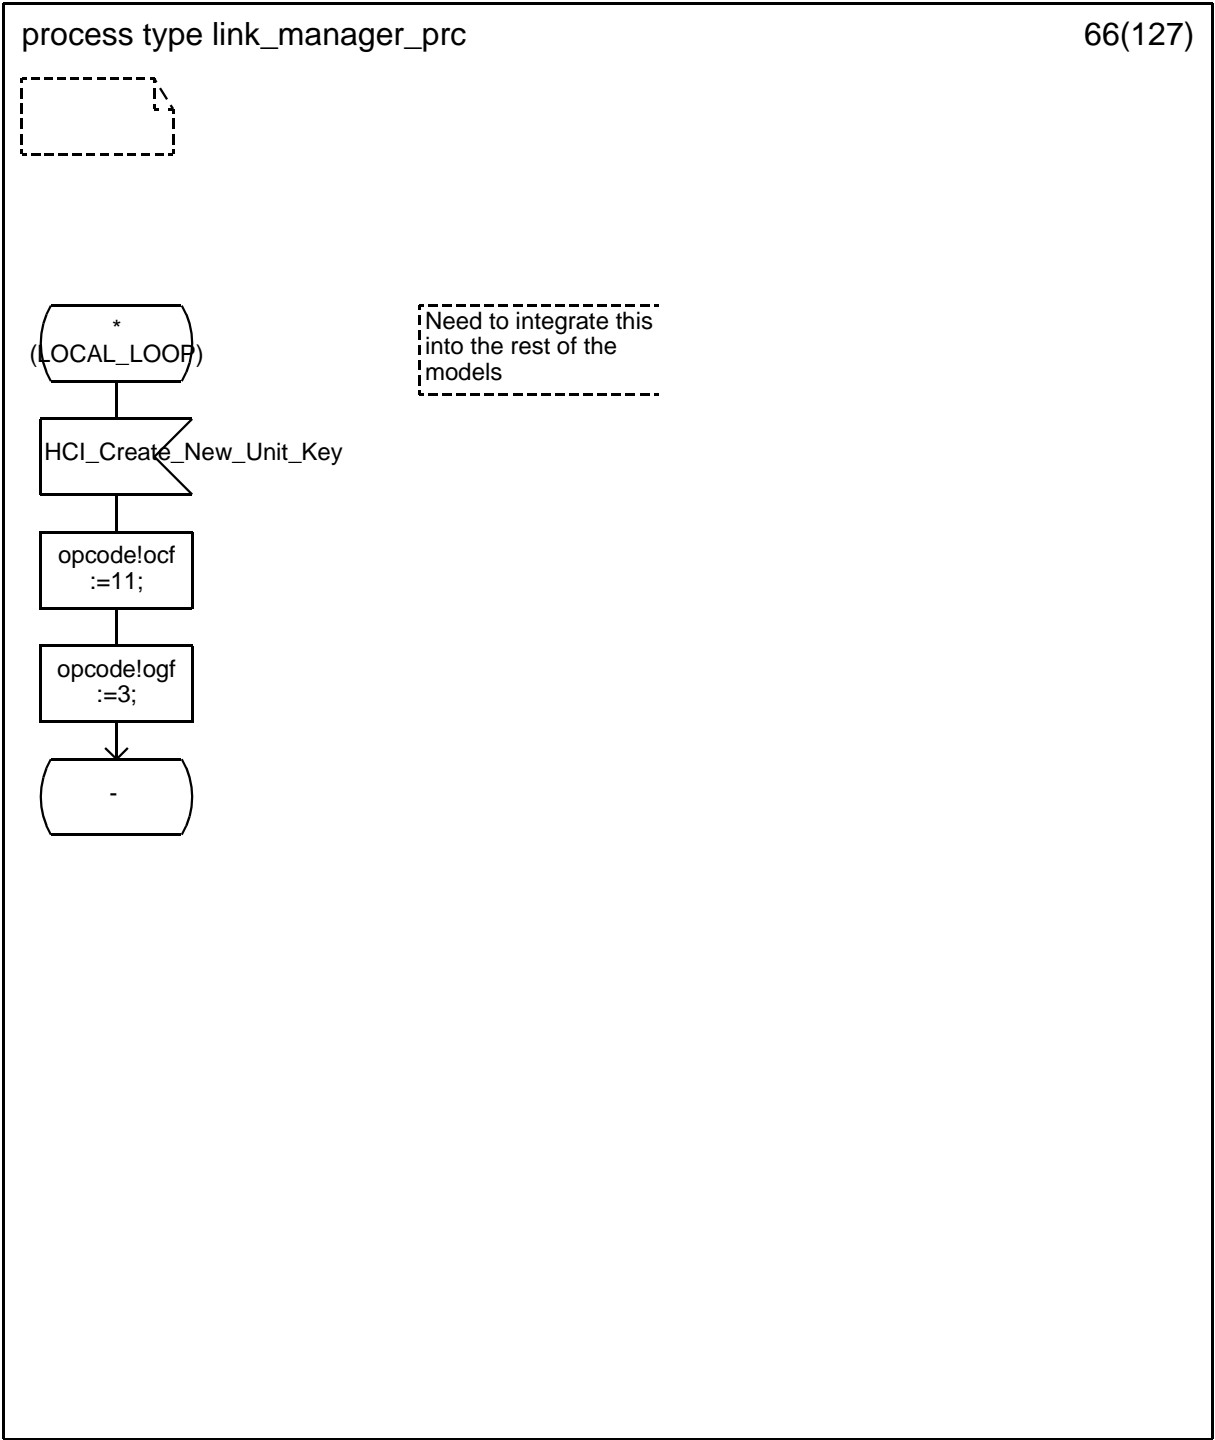 process type link_manager_prc
66(127)
*
(LOCAL_LOOP)
Need to integrate this
into the rest of the
models
HCI_Create_New_Unit_Key
opcode!ocf
:=11;
opcode!ogf
:=3;
-